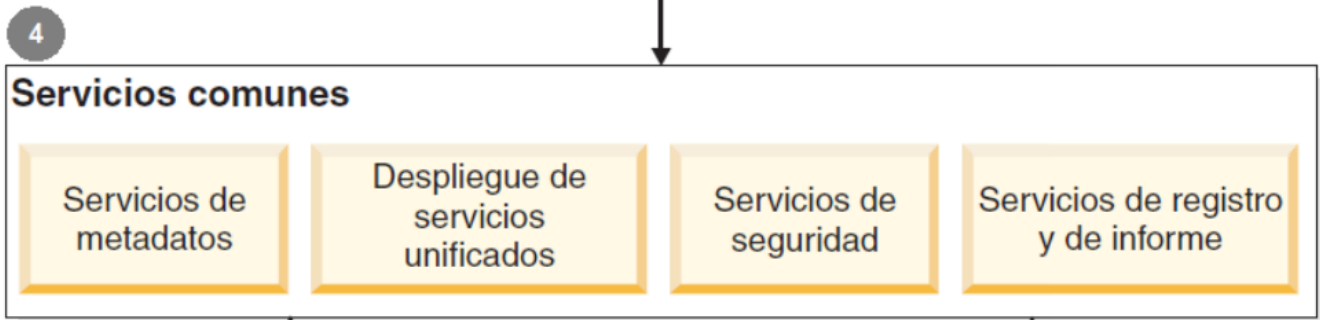 4
Servicios comunes
Servicios de
metadatos
Despliegue de
servicios
unificados
Servicios de
seguridad
Servicios de registro
y de informe